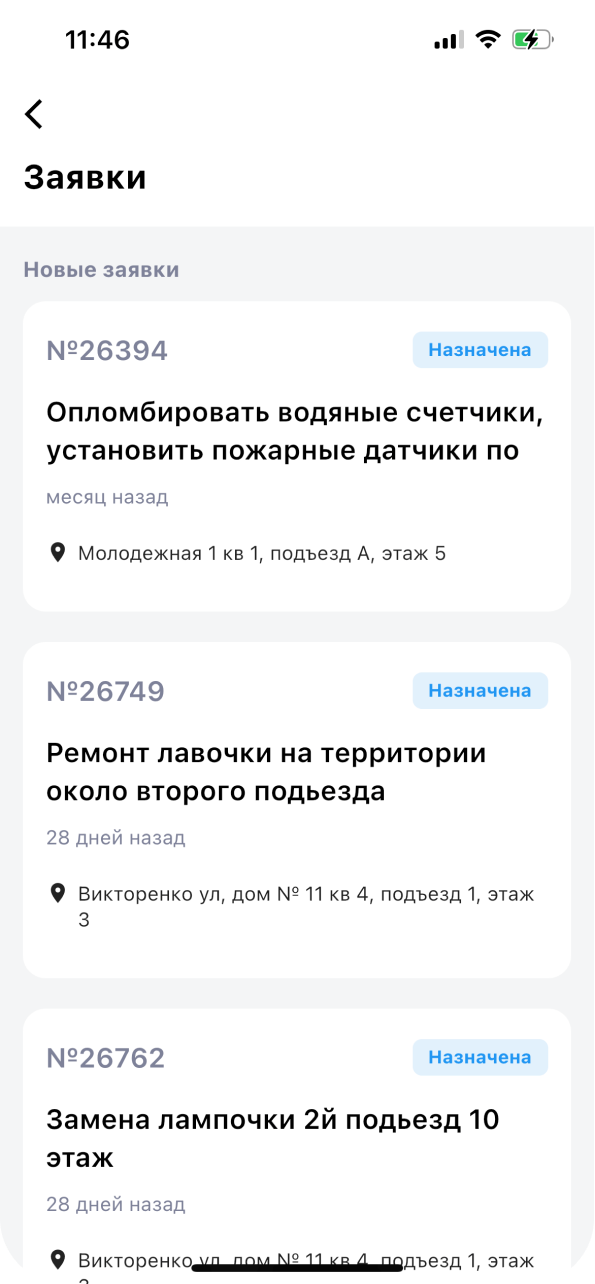 11:46
Заявки
Новые заявки
№26394
Назначена
Опломбировать водяные счетчики,
установить пожарные датчики по
месяц назад
Молодежная 1 кв 1, подъезд А, этаж 5
№26749
Назначена
Ремонт лавочки на территории
около второго подьезда
28 дней назад
Викторенко ул, дом № 11 кв 4, подъезд 1, этаж
3
№26762
Назначена
Замена лампочки 2й подьезд 10
этаж
28 дней назад
Викторенко ул, дом № 11 кв 4, подъезд 1, этаж